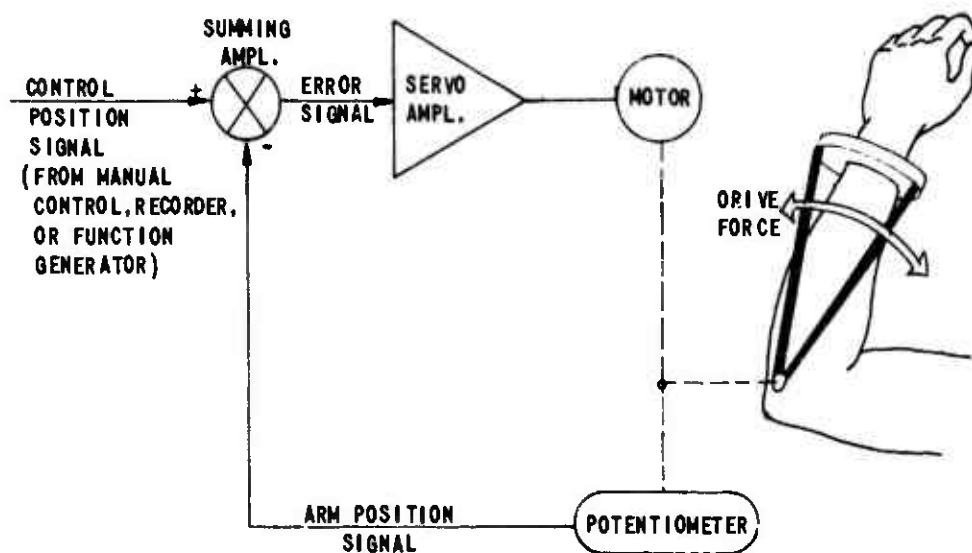 SUMMING
AMPL.
CONTROL
POSITION
SIGNAL
(FROM MANUAL
CONTROL, RECORDER,
OR FUNCTION
GENERATOR)
+
-
ERROR
SIGNAL
SERVO
AMPL.
MOTOR
DRIVE
FORCE
ARM POSITION
SIGNAL
POTENTIOMETER